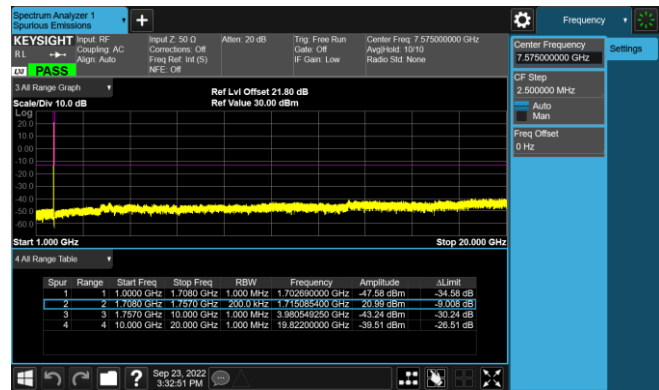 Spectrum Analyzer 1
Spurious Emissions
Frequency
KEYSIGHT
Input: RF
Coupling: AC
Align: Auto
Input Z: 50 Ω
Corrections: Off
Freq Ref: Int (S)
NFE: Off
Atten: 20 dB
Trig: Free Run
Gate: Off
IF Gain: Low
Center Freq: 7.575000000 GHz
Avg|Hold: 10/10
Radio Std: None
RL
LXI
PASS
Center Frequency
7.575000000 GHz
Settings
CF Step
2.500000 MHz
Auto
Man
Freq Offset
0 Hz
3 All Range Graph
Scale/Div 10.0 dB
Ref Lvl Offset 21.80 dB
Ref Value 30.00 dBm
Log
20.0
10.0
0.00
-10.0
-20.0
-30.0
-40.0
-50.0
-60.0
Start 1.000 GHz
Stop 20.000 GHz
4 All Range Table
Spur Range Start Freq Stop Freq RBW Frequency Amplitude ΔLimit
1 1 1.0000 GHz 1.7080 GHz 1.000 MHz 1.702690000 GHz -47.58 dBm -34.58 dB
2 2 1.7080 GHz 1.7570 GHz 200.0 kHz 1.715085400 GHz 20.99 dBm -9.008 dB
3 3 1.7570 GHz 10.000 GHz 1.000 MHz 3.980549250 GHz -43.24 dBm -30.24 dB
4 4 10.000 GHz 20.000 GHz 1.000 MHz 19.82200000 GHz -39.51 dBm -26.51 dB
?
Sep 23, 2022
3:32:51 PM